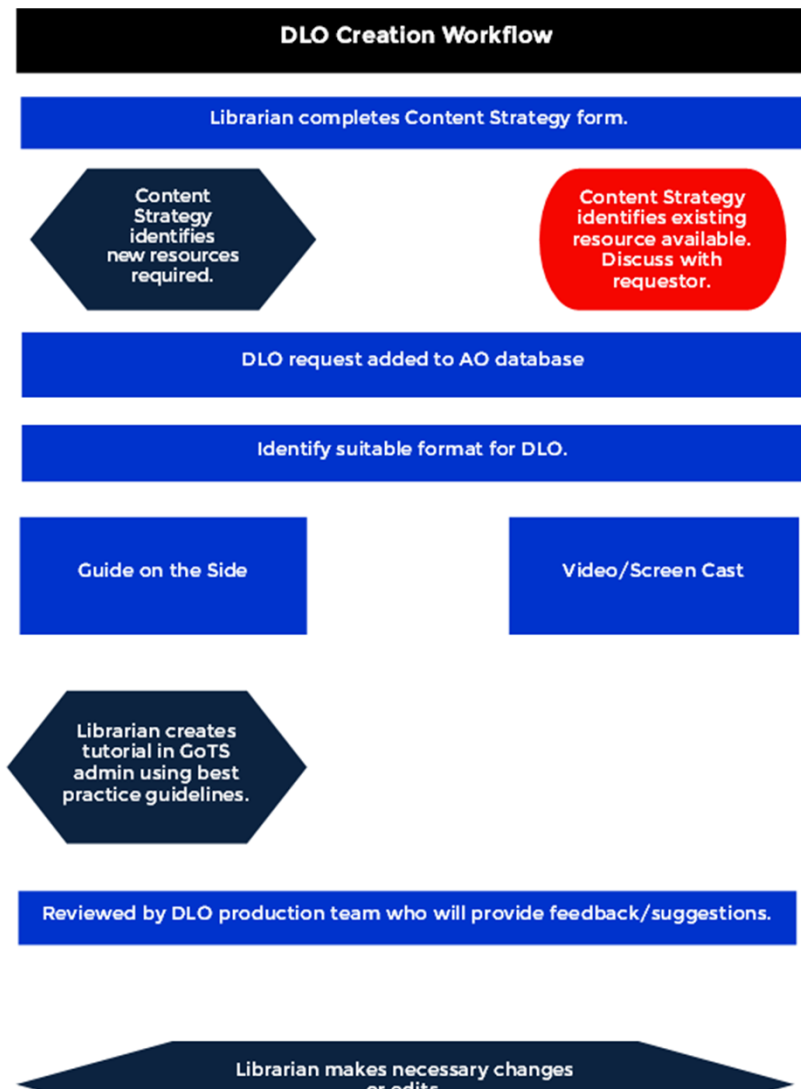 DLO Creation Workflow
Librarian completes Content Strategy form.
Content
Strategy
identifies
new resources
required.
Content Strategy
identifies existing
resource available.
Discuss with
requestor.
DLO request added to AO database
Identify suitable format for DLO.
Guide on the Side
Video/Screen Cast
Librarian creates
tutorial in GoTS
admin using best
practice guidelines.
Reviewed by DLO production team who will provide feedback/suggestions.
Librarian makes necessary changes
or edits